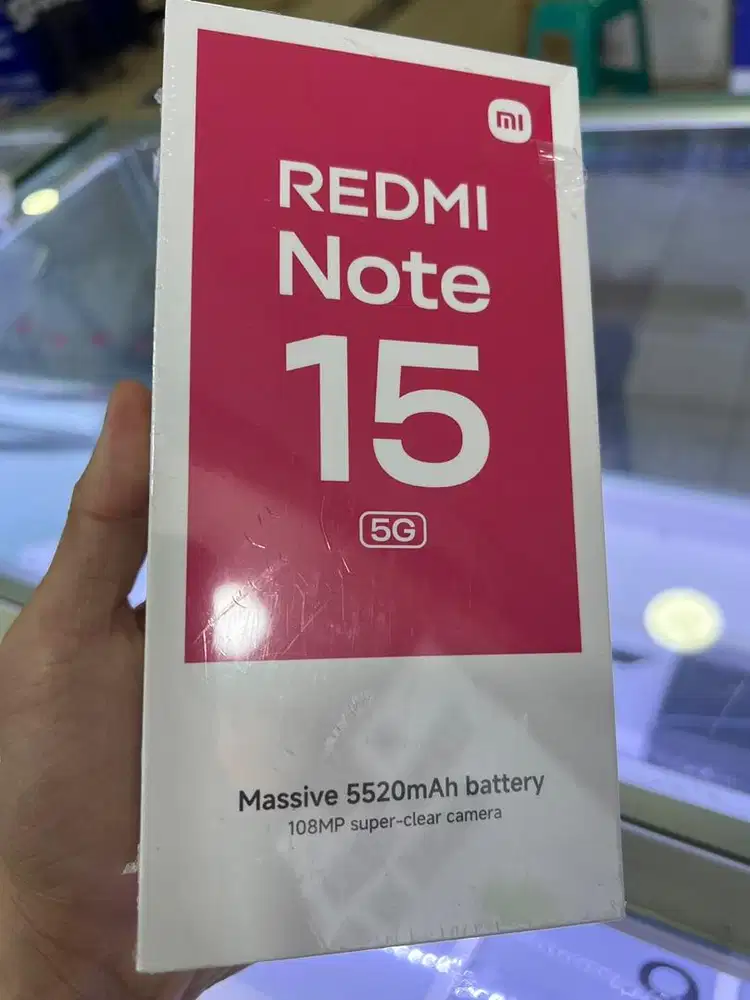 mi
REDMI
Note
15
5G
Massive 5520mAh battery
108MP super-clear camera